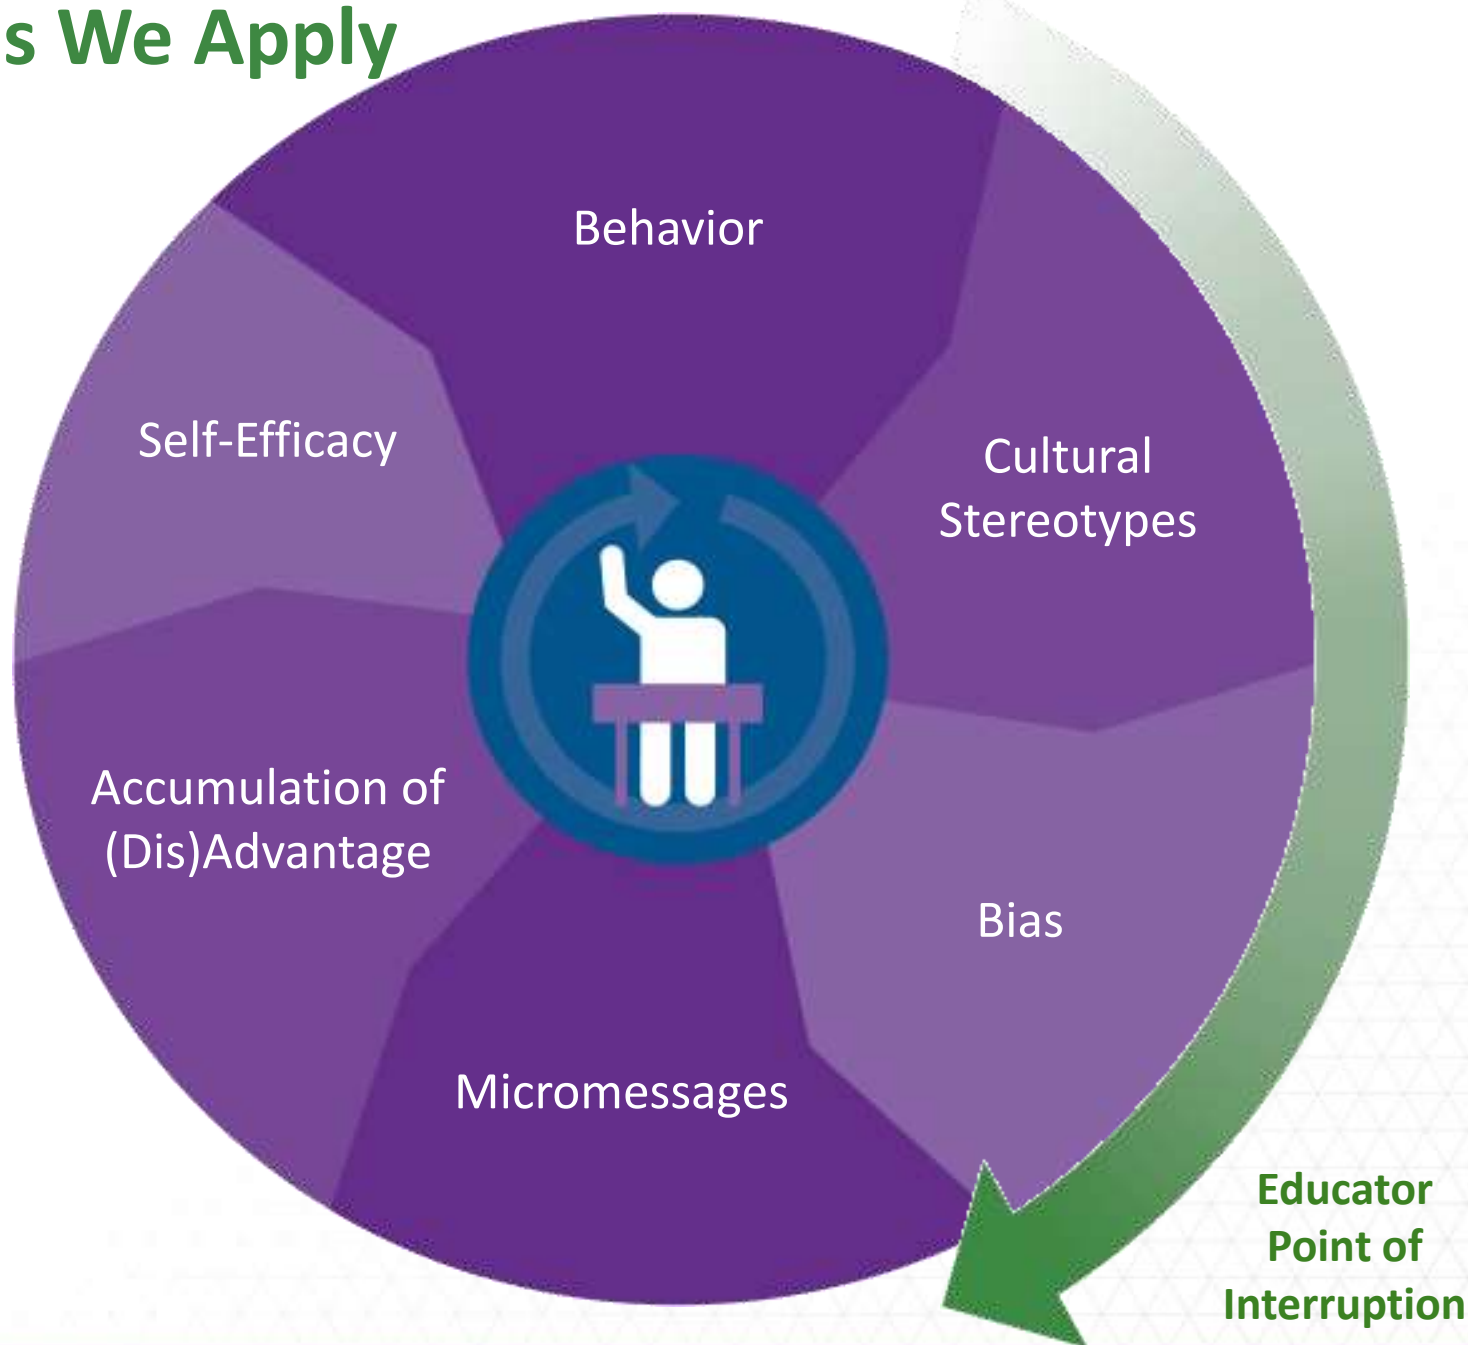 s We Apply
Behavior
Cultural
Stereotypes
Bias
Micromessages
Accumulation of
(Dis)Advantage
Self-Efficacy
Educator
Point of
Interruption